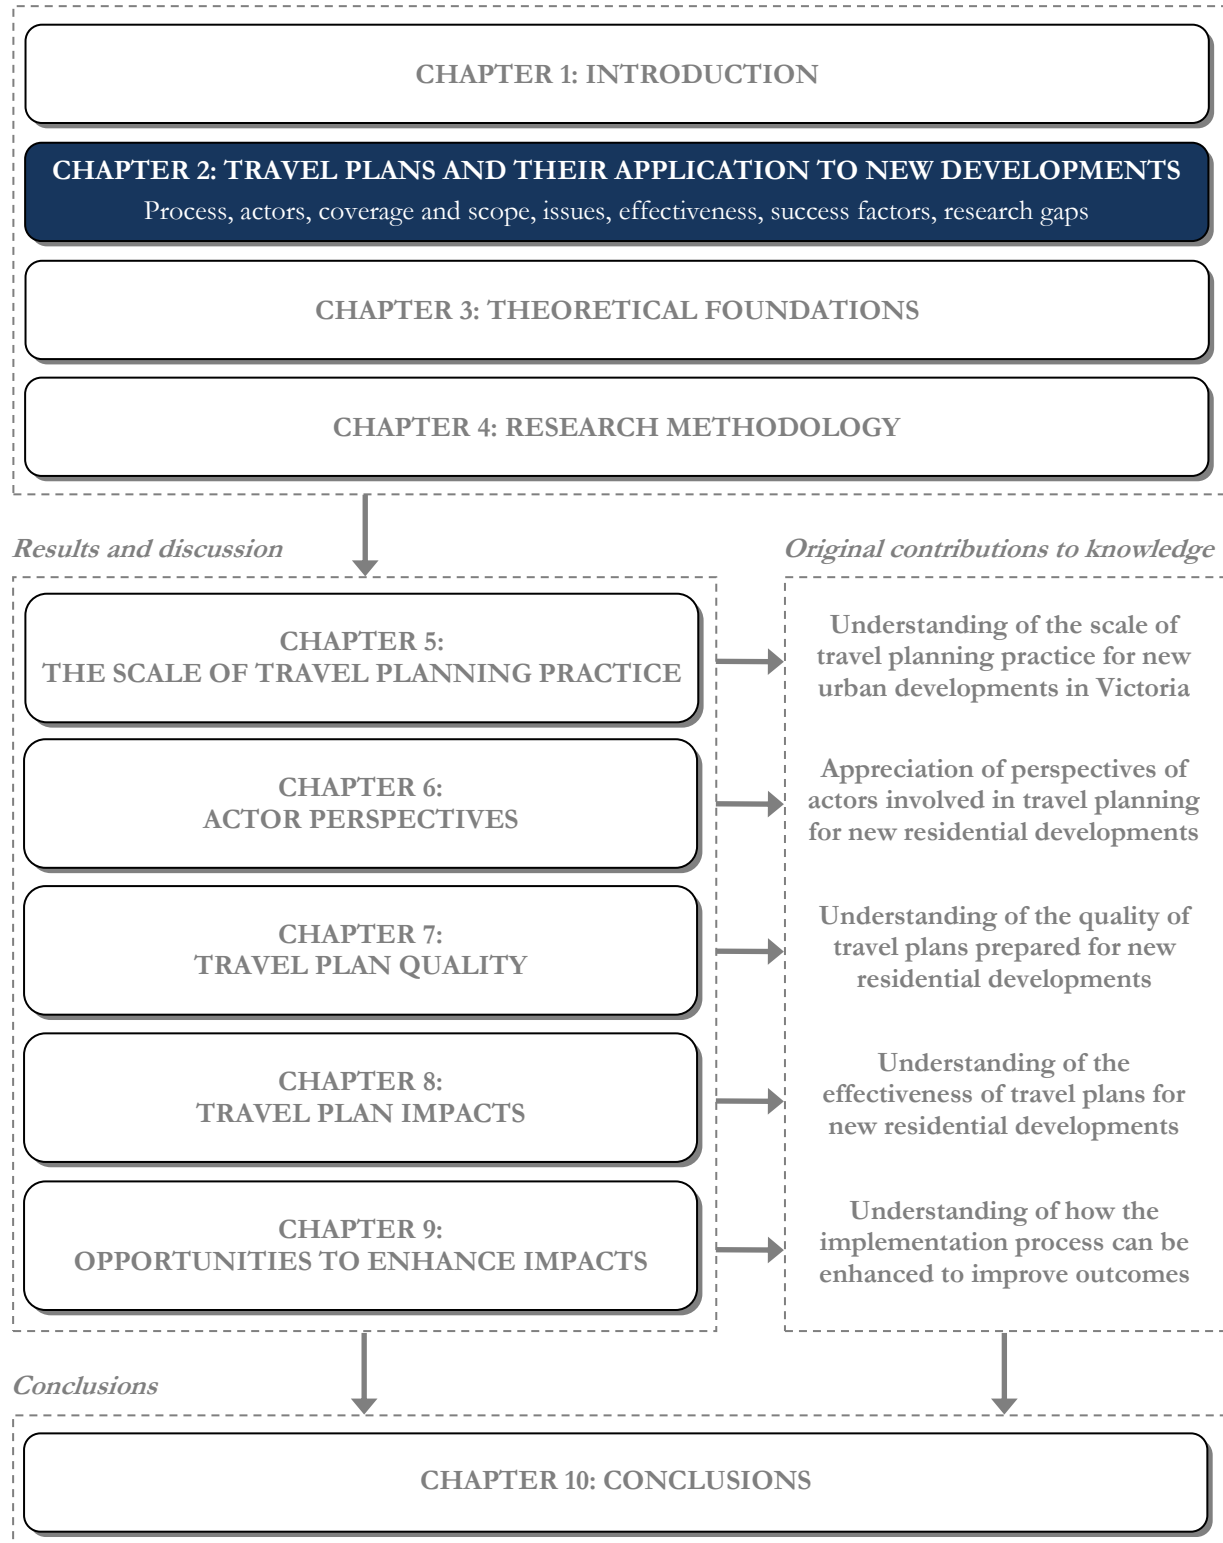 CHAPTER 1: INTRODUCTION
CHAPTER 2: TRAVEL PLANS AND THEIR APPLICATION TO NEW DEVELOPMENTS
Process, actors, coverage and scope, issues, effectiveness, success factors, research gaps
CHAPTER 3: THEORETICAL FOUNDATIONS
CHAPTER 4: RESEARCH METHODOLOGY
Results and discussion
Original contributions to knowledge
CHAPTER 5:
THE SCALE OF TRAVEL PLANNING PRACTICE
Understanding of the scale of
travel planning practice for new
urban developments in Victoria
CHAPTER 6:
ACTOR PERSPECTIVES
Appreciation of perspectives of
actors involved in travel planning
for new residential developments
CHAPTER 7:
TRAVEL PLAN QUALITY
Understanding of the quality of
travel plans prepared for new
residential developments
CHAPTER 8:
TRAVEL PLAN IMPACTS
Understanding of the
effectiveness of travel plans for
new residential developments
CHAPTER 9:
OPPORTUNITIES TO ENHANCE IMPACTS
Understanding of how the
implementation process can be
enhanced to improve outcomes
Conclusions
CHAPTER 10: CONCLUSIONS